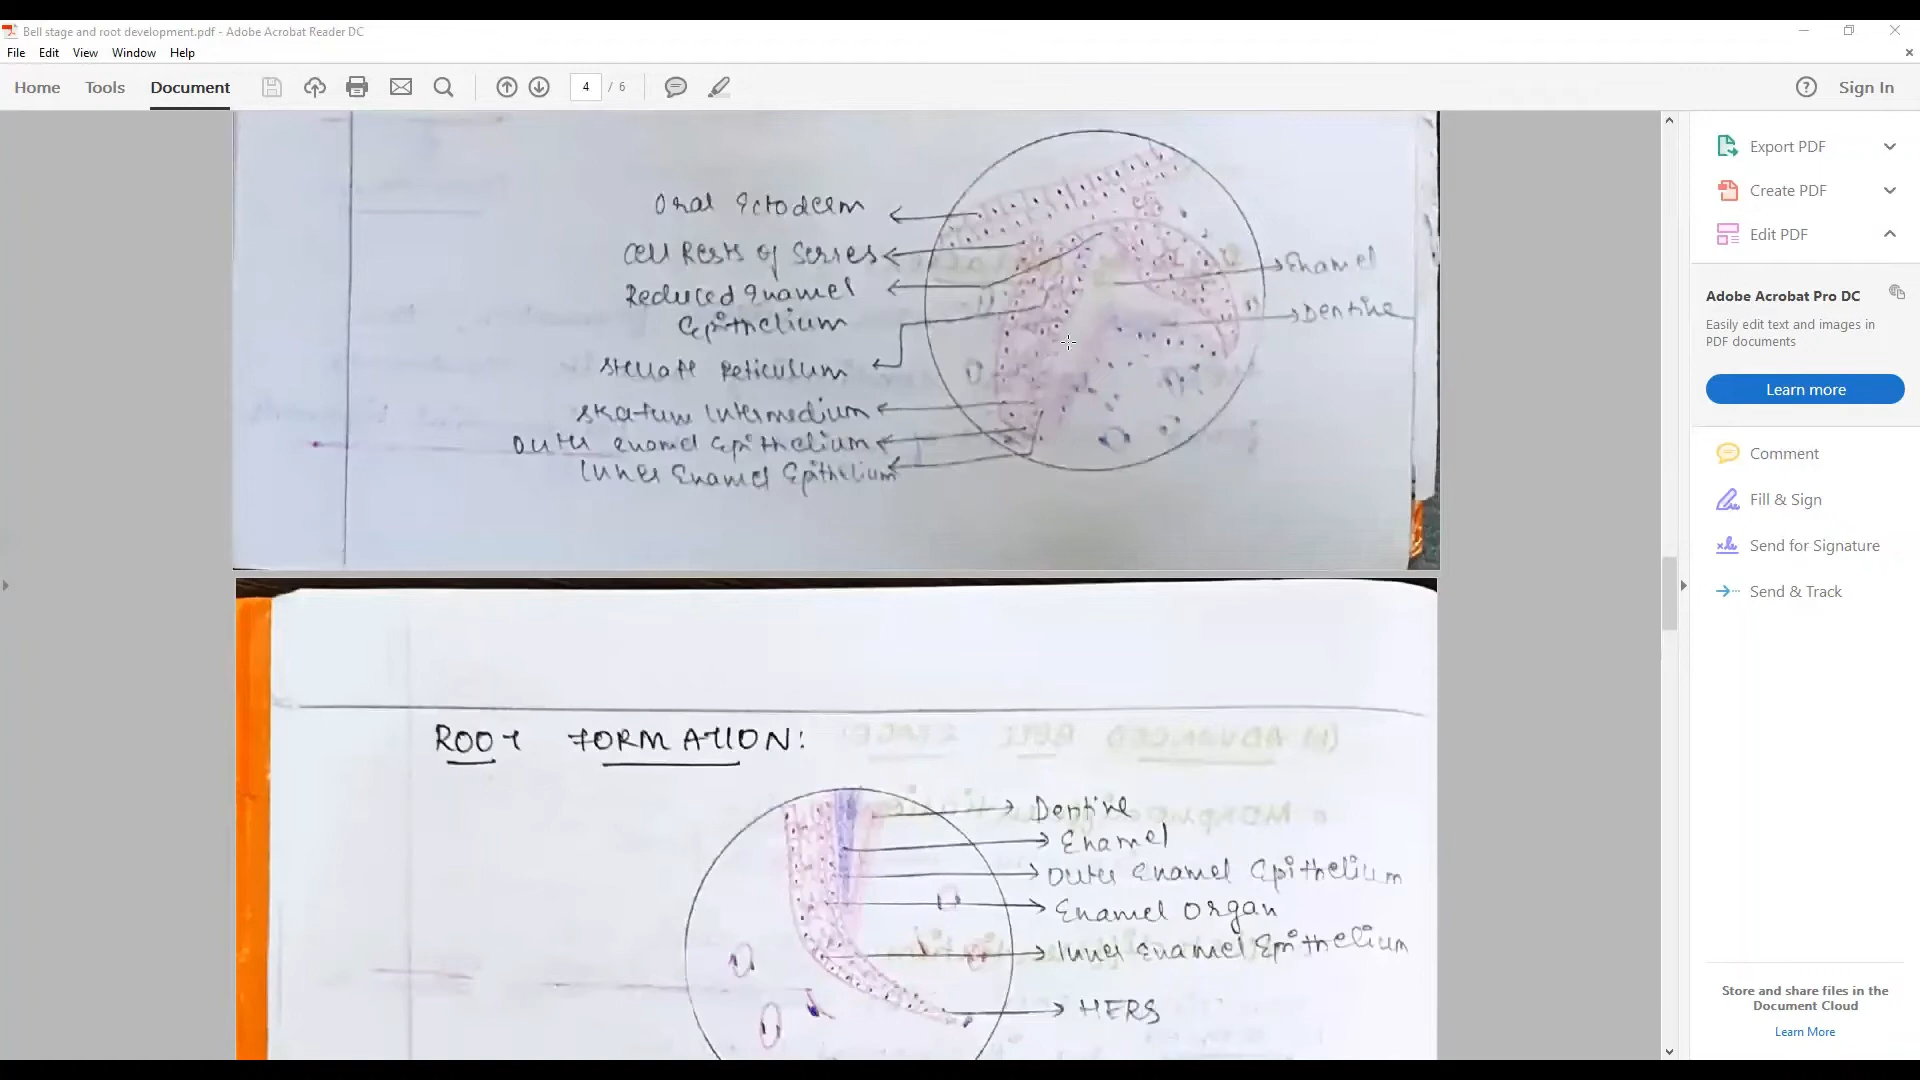 Bell stage and root development.pdf - Adobe Acrobat Reader DC
File Edit View Window Help
Home Tools Document 4 / 6 Sign In
Oral Ectoderm
Cell Rests of Serres
Reduced Enamel
Epithelium
Stellate Reticulum
Stratum Intermedium
Outer enamel Epithelium
Inner Enamel Epithelium
Enamel
Dentine
ROOT FORMATION:
Dentine
Enamel
Outer Enamel Epithelium
Enamel Organ
Inner Enamel Epithelium
HERS
Export PDF
Create PDF
Edit PDF
Adobe Acrobat Pro DC
Easily edit text and images in
PDF documents
Learn more
Comment
Fill & Sign
Send for Signature
Send & Track
Store and share files in the
Document Cloud
Learn More